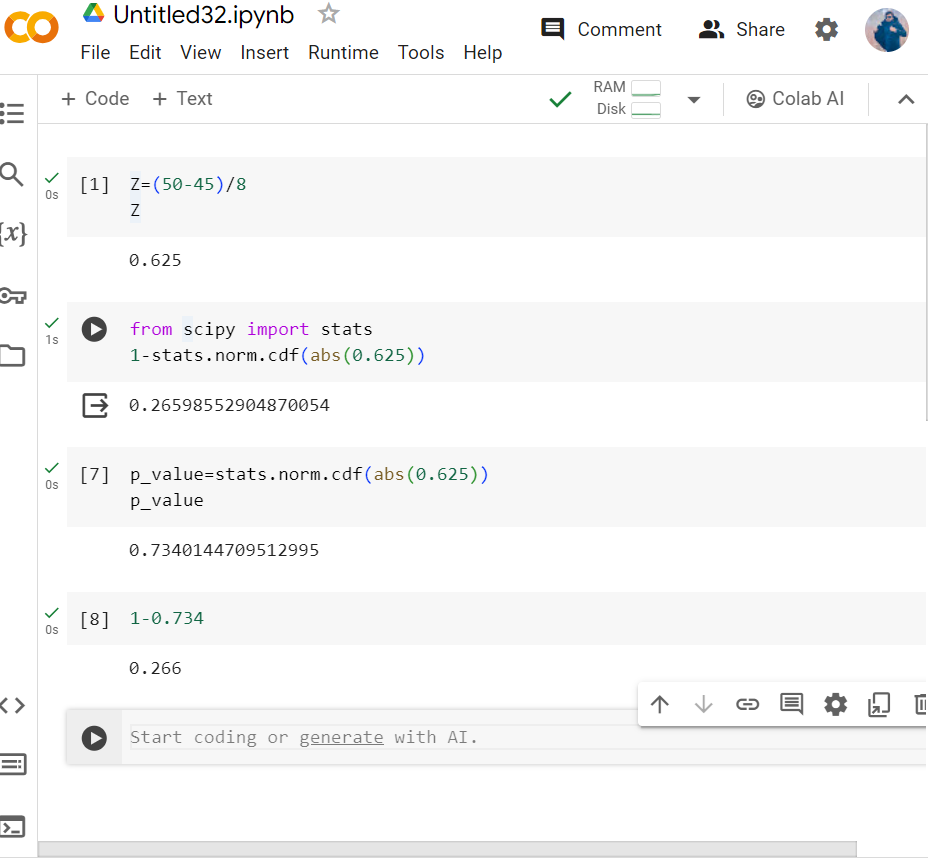 Untitled32.ipynb
Comment
Share
File Edit View Insert Runtime Tools Help
+ Code + Text
RAM
Disk
Colab AI
0s
[1] Z=(50-45)/8
Z
0.625
1s
from scipy import stats
1-stats.norm.cdf(abs(0.625))
0.26598552904870054
0s
[7] p_value=stats.norm.cdf(abs(0.625))
p_value
0.7340144709512995
0s
[8] 1-0.734
0.266
Start coding or generate with AI.
{x}